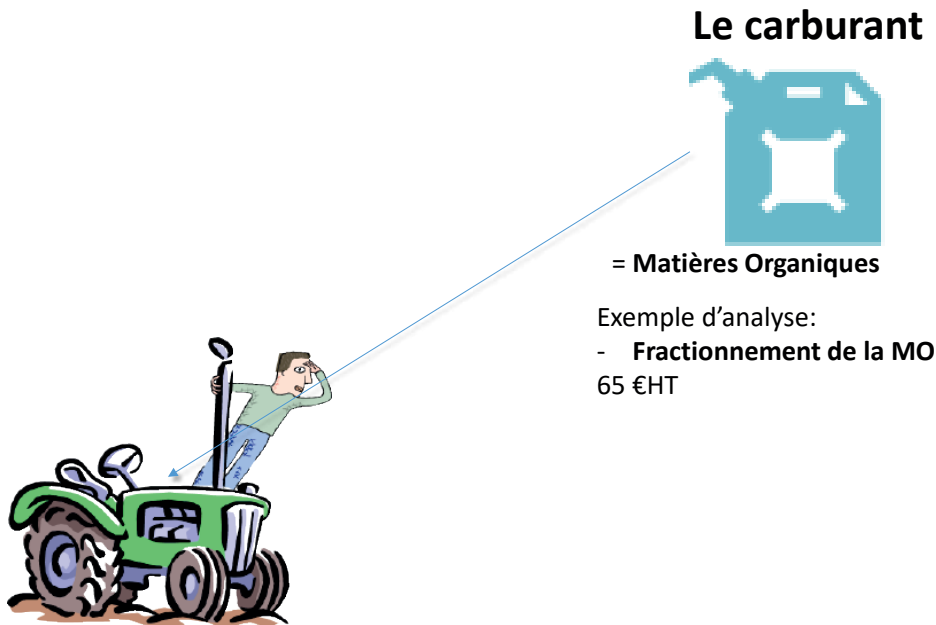 Le carburant
= Matières Organiques
Exemple d’analyse:
- Fractionnement de la MO
65 €HT